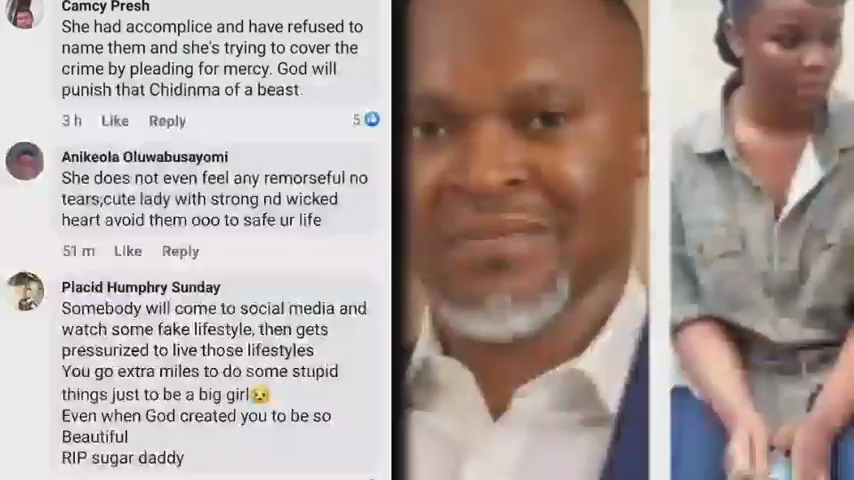 Camcy Presh
She had accomplice and have refused to
name them and she's trying to cover the
crime by pleading for mercy. God will
punish that Chidinma of a beast.
3 h Like Reply 5
Anikeola Oluwabusayomi
She does not even feel any remorseful no
tears,cute lady with strong nd wicked
heart avoid them ooo to safe ur life
51 m Like Reply
Placid Humphry Sunday
Somebody will come to social media and
watch some fake lifestyle, then gets
pressurized to live those lifestyles
You go extra miles to do some stupid
things just to be a big girl😢
Even when God created you to be so
Beautiful
RIP sugar daddy